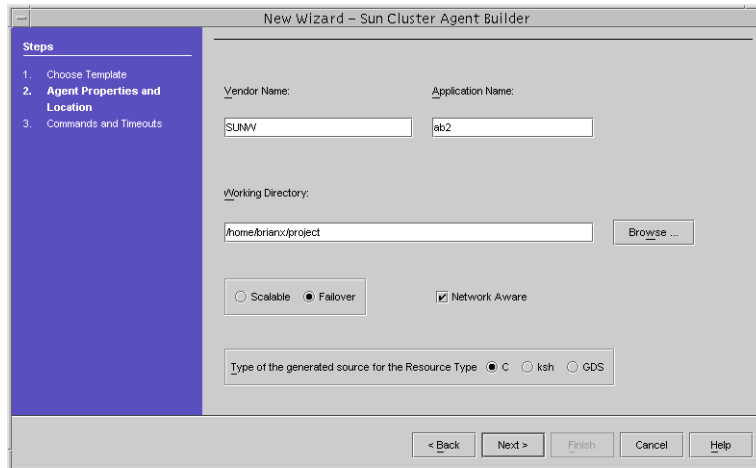 New Wizard – Sun Cluster Agent Builder
Steps
1. Choose Template
2. Agent Properties and
Location
3. Commands and Timeouts
Vendor Name:
Application Name:
SUNW
ab2
Working Directory:
/home/brianx/project
Browse ...
Scalable
Failover
Network Aware
Type of the generated source for the Resource Type
C
ksh
GDS
< Back
Next >
Finish
Cancel
Help